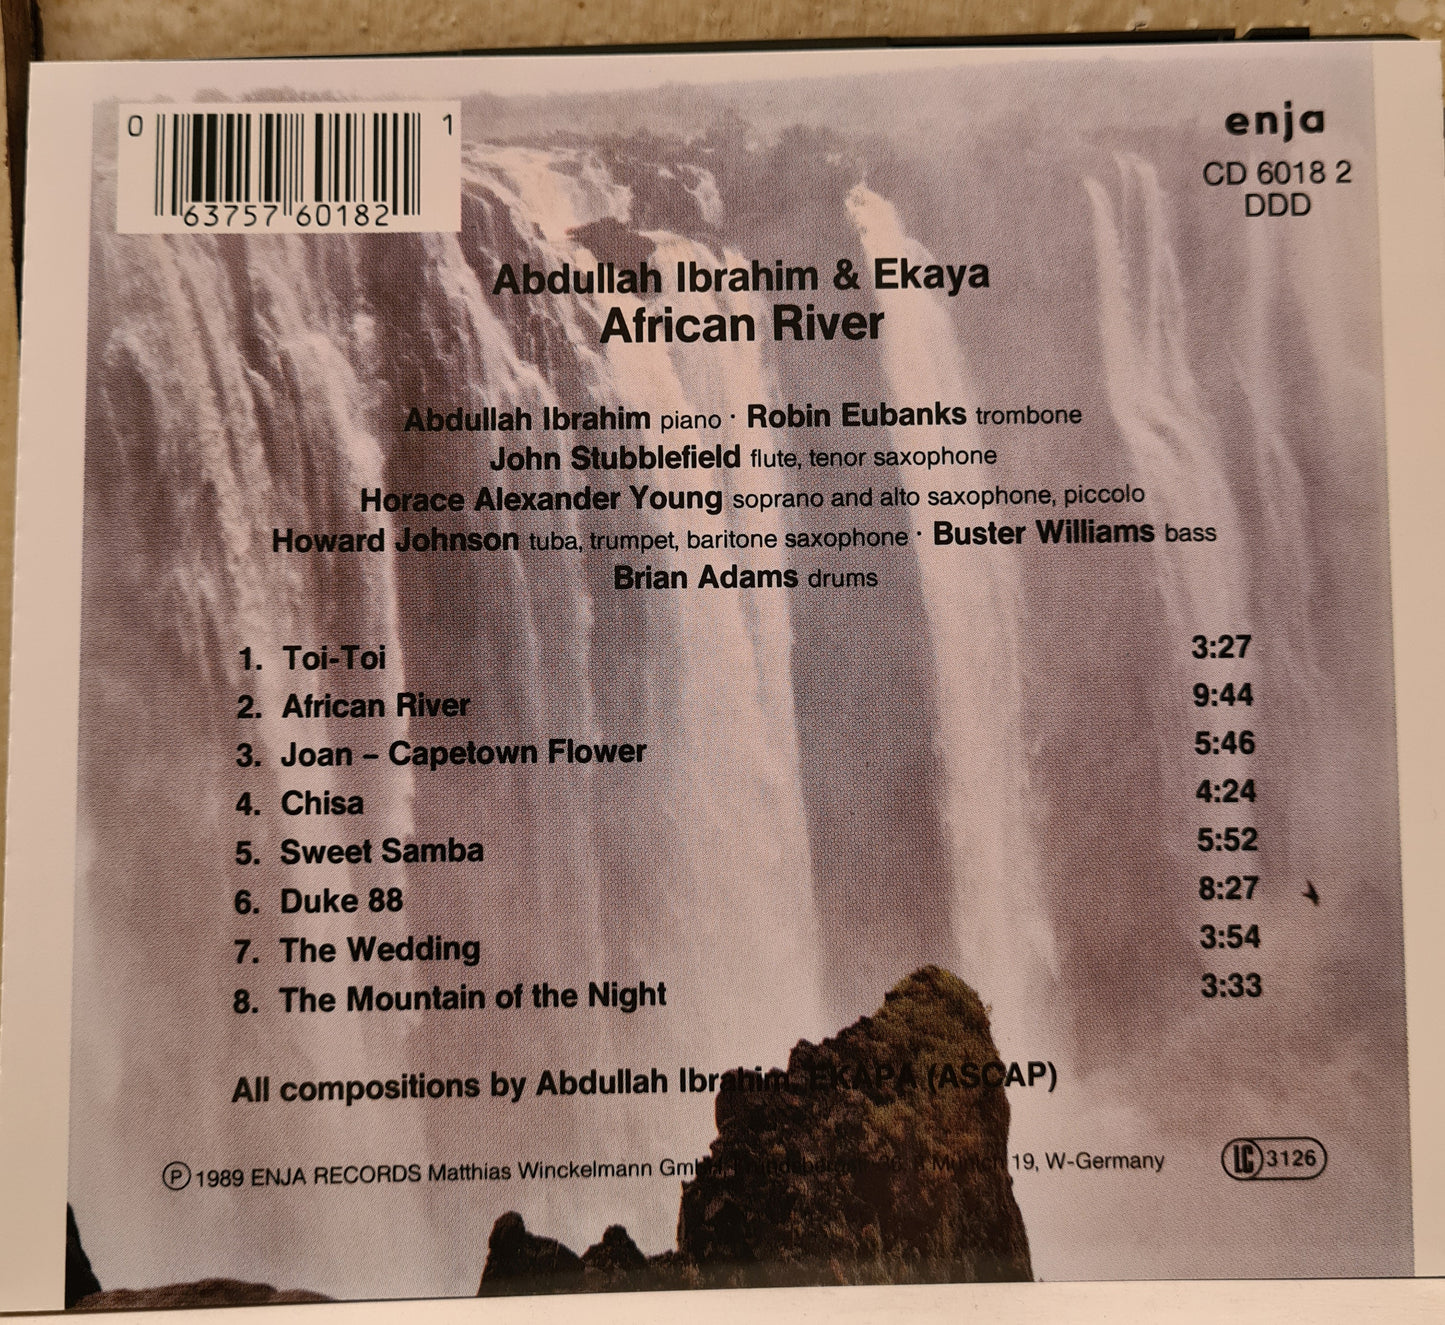 0 63757 60182 1
enja
CD 6018 2
DDD
Abdullah Ibrahim & Ekaya
African River
Abdullah Ibrahim piano · Robin Eubanks trombone
John Stubblefield flute, tenor saxophone
Horace Alexander Young soprano and alto saxophone, piccolo
Howard Johnson tuba, trumpet, baritone saxophone · Buster Williams bass
Brian Adams drums
1. Toi-Toi 3:27
2. African River 9:44
3. Joan – Capetown Flower 5:46
4. Chisa 4:24
5. Sweet Samba 5:52
6. Duke 88 8:27
7. The Wedding 3:54
8. The Mountain of the Night 3:33
All compositions by Abdullah Ibrahim, EKAPA (ASCAP)
Ⓟ 1989 ENJA RECORDS Matthias Winckelmann GmbH, 19, W-Germany
LC 3126